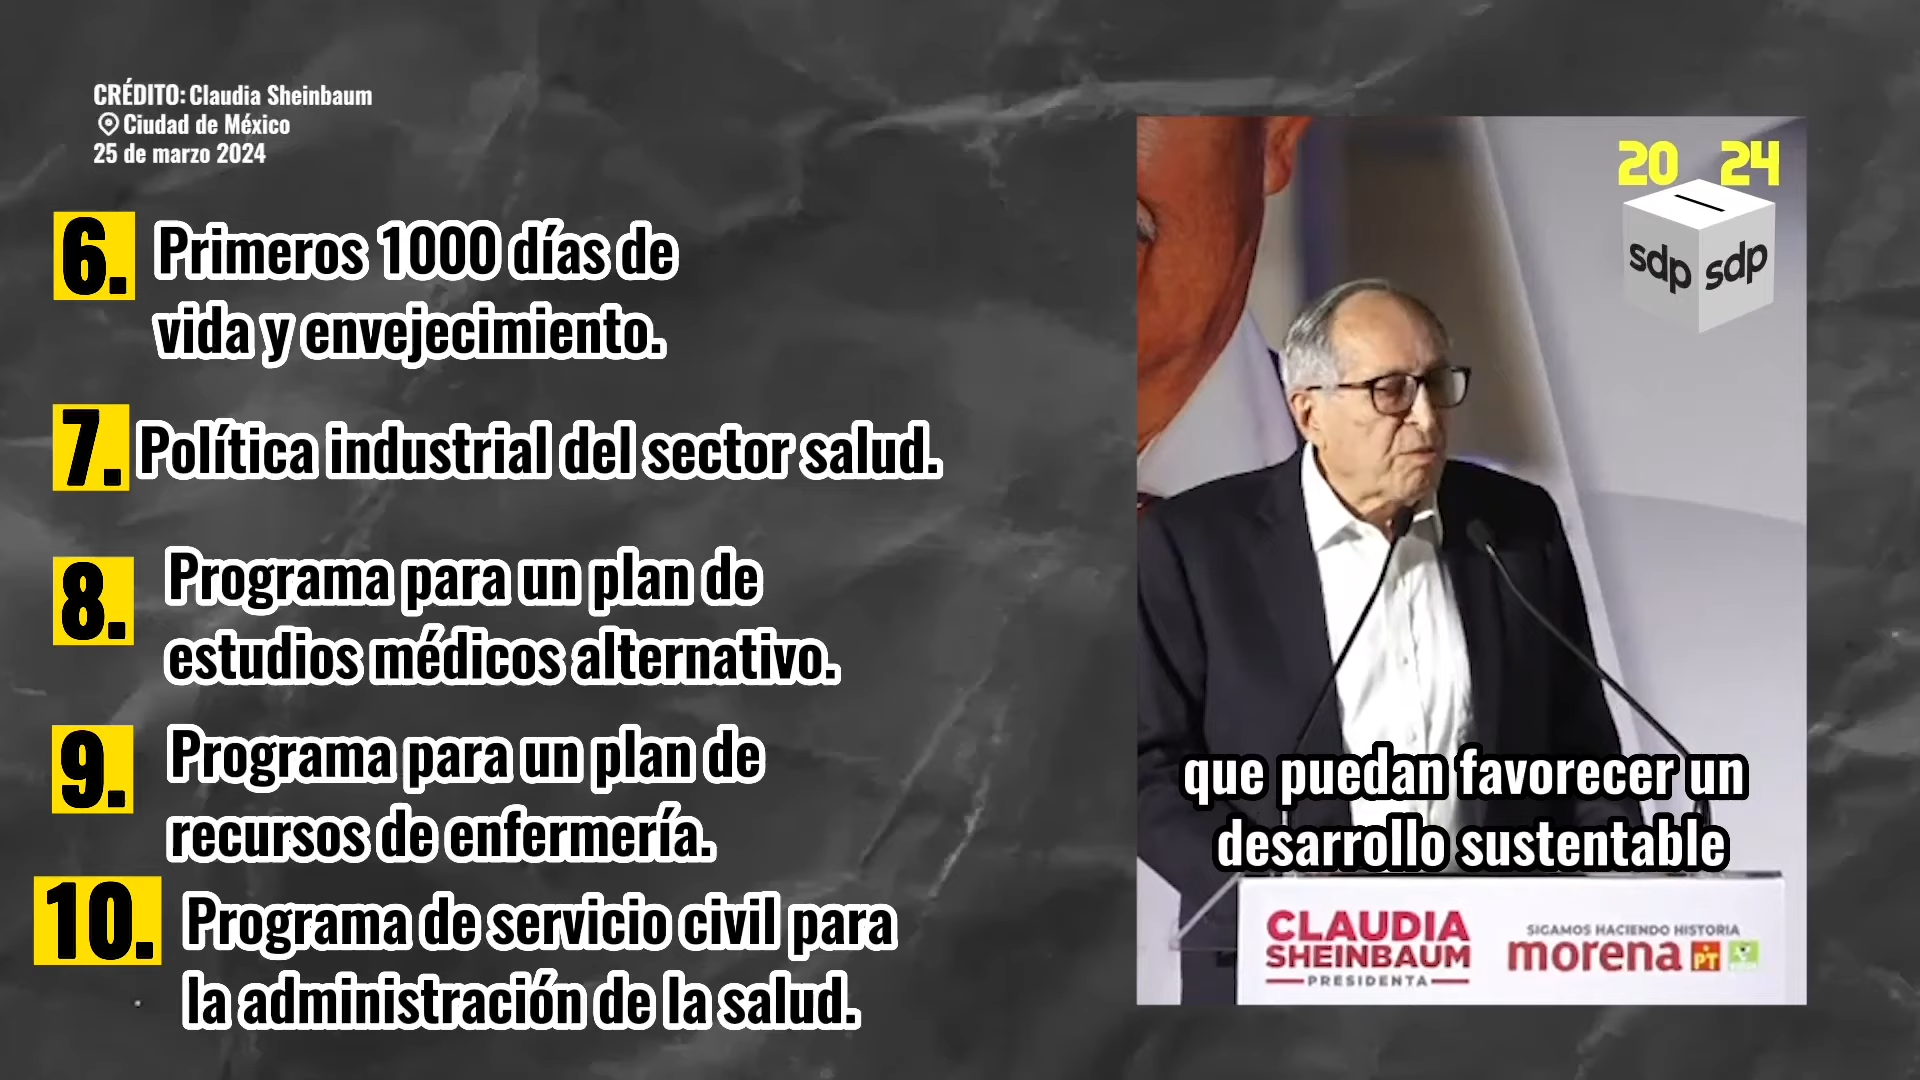 CRÉDITO: Claudia Sheinbaum
Ciudad de México
25 de marzo 2024
6. Primeros 1000 días de
vida y envejecimiento.
7. Política industrial del sector salud.
8. Programa para un plan de
estudios médicos alternativo.
9. Programa para un plan de
recursos de enfermería.
10. Programa de servicio civil para
la administración de la salud.
20 24
sdp sdp
que puedan favorecer un
desarrollo sustentable
CLAUDIA
SHEINBAUM
PRESIDENTA
SIGAMOS HACIENDO HISTORIA
morena PT